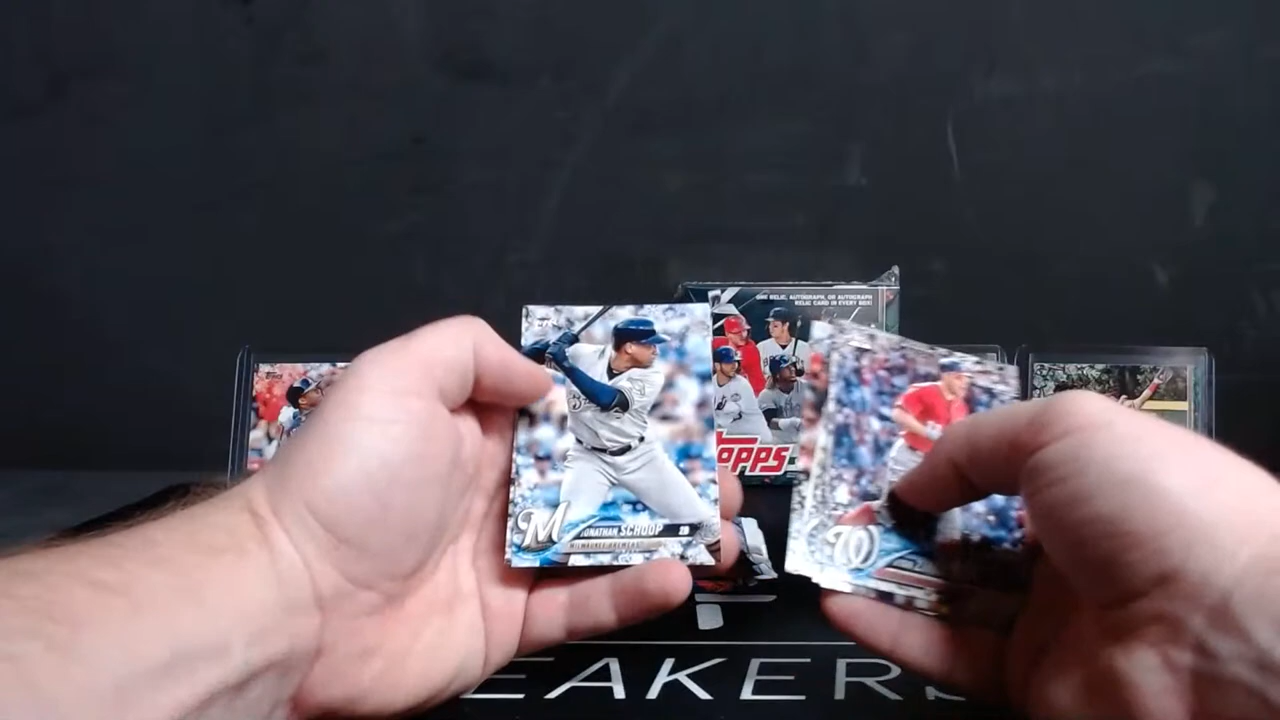 ONE RELIC, AUTOGRAPH, OR AUTOGRAPH
RELIC CARD IN EVERY BOX!
TOPPS
M
JONATHAN SCHOOP 2B
MILWAUKEE BREWERS
W
EAKERS